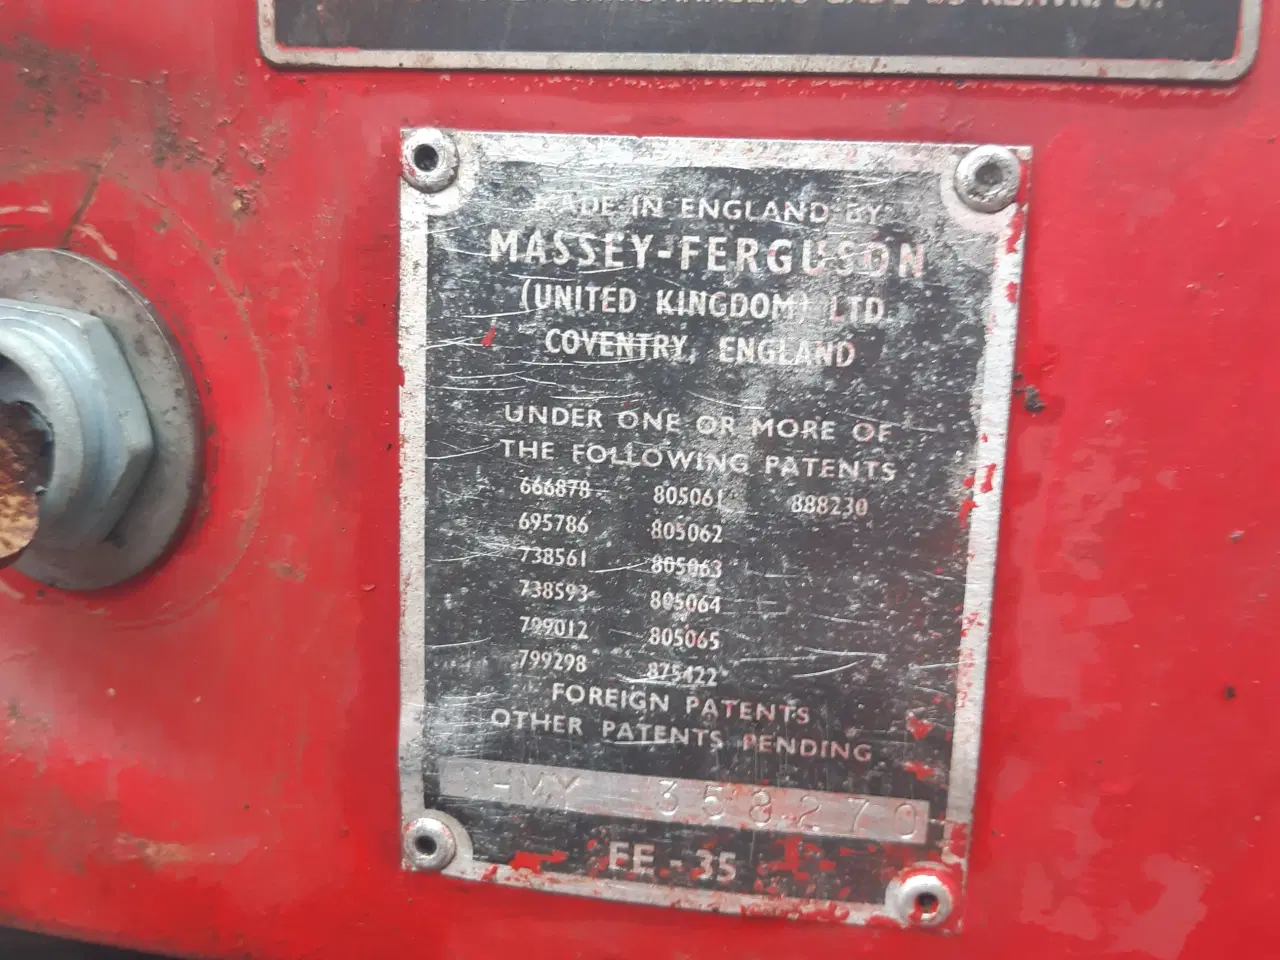 MADE IN ENGLAND BY
MASSEY-FERGUSON
(UNITED KINGDOM) LTD
COVENTRY, ENGLAND
UNDER ONE OR MORE OF
THE FOLLOWING PATENTS
666878 805061 888230
695786 805062
738561 805063
738593 805064
799012 805065
799298 875422
FOREIGN PATENTS
OTHER PATENTS PENDING
358270
FE-35